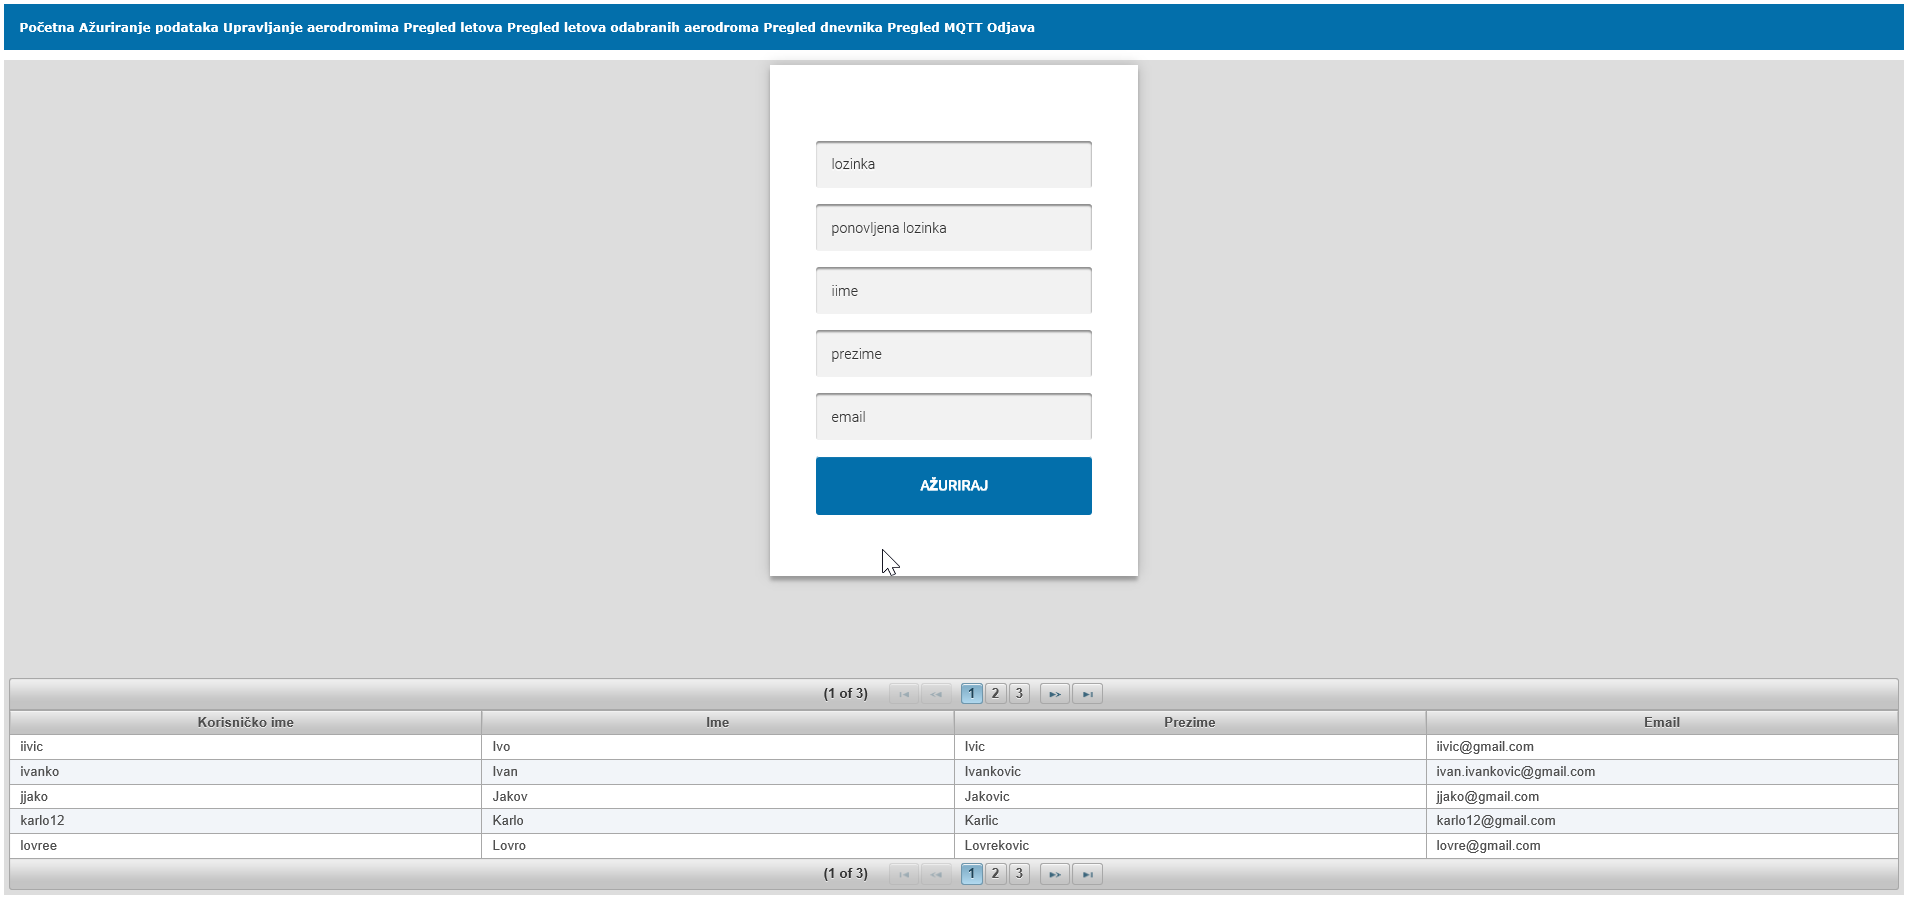 Početna Ažuriranje podataka Upravljanje aerodromima Pregled letova Pregled letova odabranih aerodroma Pregled dnevnika Pregled MQTT Odjava
lozinka
ponovljena lozinka
iime
prezime
email
AŽURIRAJ
(1 of 3) 1 2 3
Korisničko ime Ime Prezime Email
iivic Ivo Ivic iivic@gmail.com
ivanko Ivan Ivankovic ivan.ivankovic@gmail.com
jjako Jakov Jakovic jjako@gmail.com
karlo12 Karlo Karlic karlo12@gmail.com
lovree Lovro Lovrekovic lovre@gmail.com
(1 of 3) 1 2 3